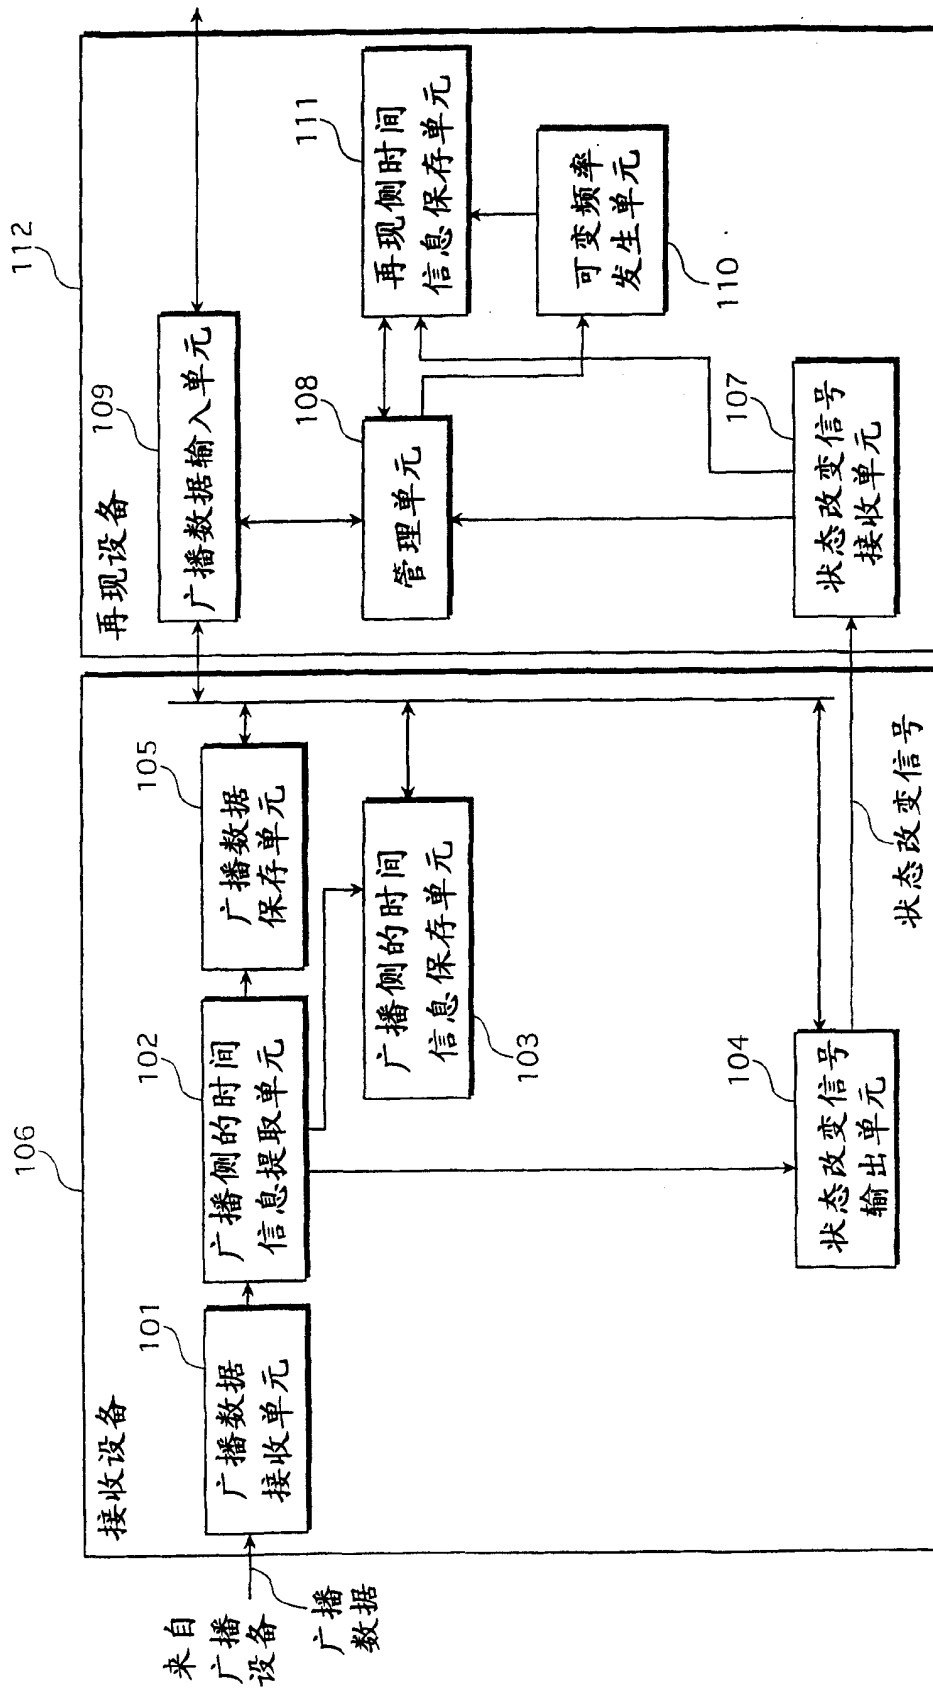 106
接收设备
来自
广播
设备
广播
数据
101
广播数据
接收单元
102
广播侧的时间
信息提取单元
105
广播数据
保存单元
广播侧的时间
信息保存单元
103
104
状态改变信号
输出单元
状态改变信号
112
再现设备
109
广播数据输入单元
108
管理单元
111
再现侧时间
信息保存单元
可变频率
发生单元
110
107
状态改变信号
接收单元